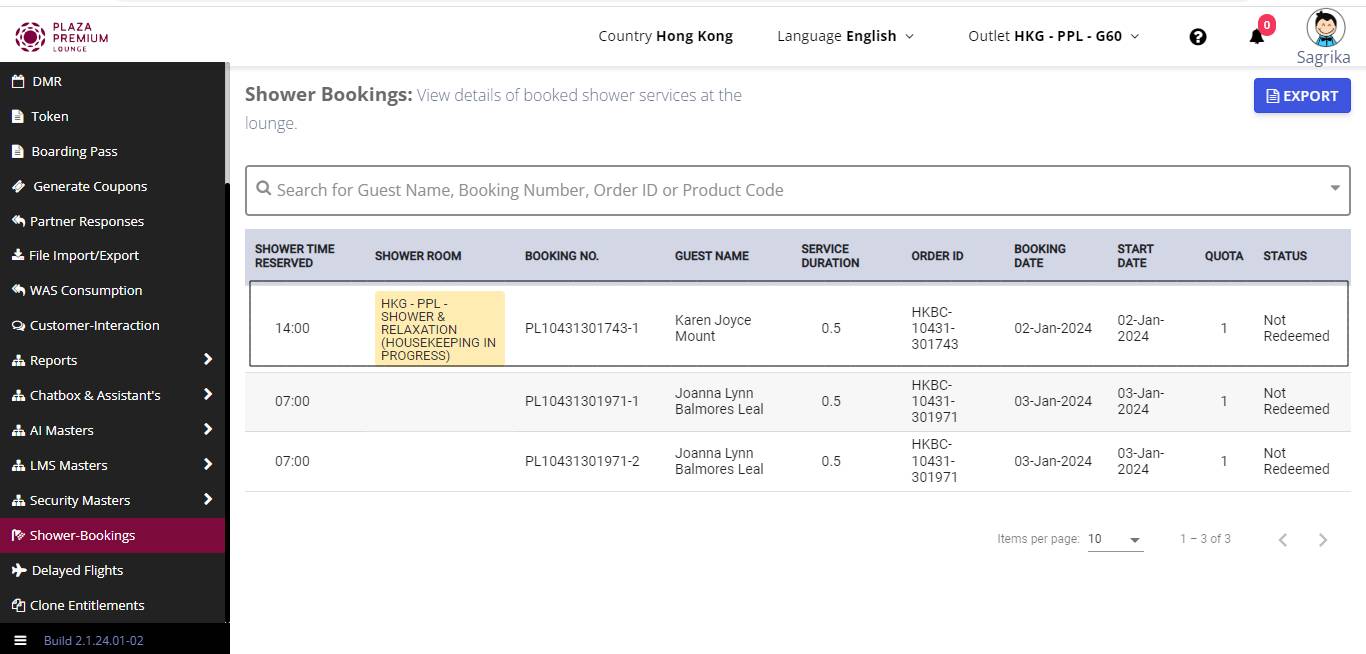 PLAZA
PREMIUM
LOUNGE
Country Hong Kong
Language English
Outlet HKG - PPL - G60
0
Sagrika
DMR
Token
Boarding Pass
Generate Coupons
Partner Responses
File Import/Export
WAS Consumption
Customer-Interaction
Reports
Chatbox & Assistant's
AI Masters
LMS Masters
Security Masters
Shower-Bookings
Delayed Flights
Clone Entitlements
Build 2.1.24.01-02
Shower Bookings: View details of booked shower services at the
lounge.
EXPORT
Search for Guest Name, Booking Number, Order ID or Product Code
SHOWER TIME
RESERVED
SHOWER ROOM
BOOKING NO.
GUEST NAME
SERVICE
DURATION
ORDER ID
BOOKING
DATE
START
DATE
QUOTA
STATUS
14:00
HKG - PPL -
SHOWER &
RELAXATION
(HOUSEKEEPING IN
PROGRESS)
PL10431301743-1
Karen Joyce
Mount
0.5
HKBC-
10431-
301743
02-Jan-2024
02-Jan-
2024
1
Not
Redeemed
07:00
PL10431301971-1
Joanna Lynn
Balmores Leal
0.5
HKBC-
10431-
301971
03-Jan-2024
03-Jan-
2024
1
Not
Redeemed
07:00
PL10431301971-2
Joanna Lynn
Balmores Leal
0.5
HKBC-
10431-
301971
03-Jan-2024
03-Jan-
2024
1
Not
Redeemed
Items per page: 10
1 – 3 of 3